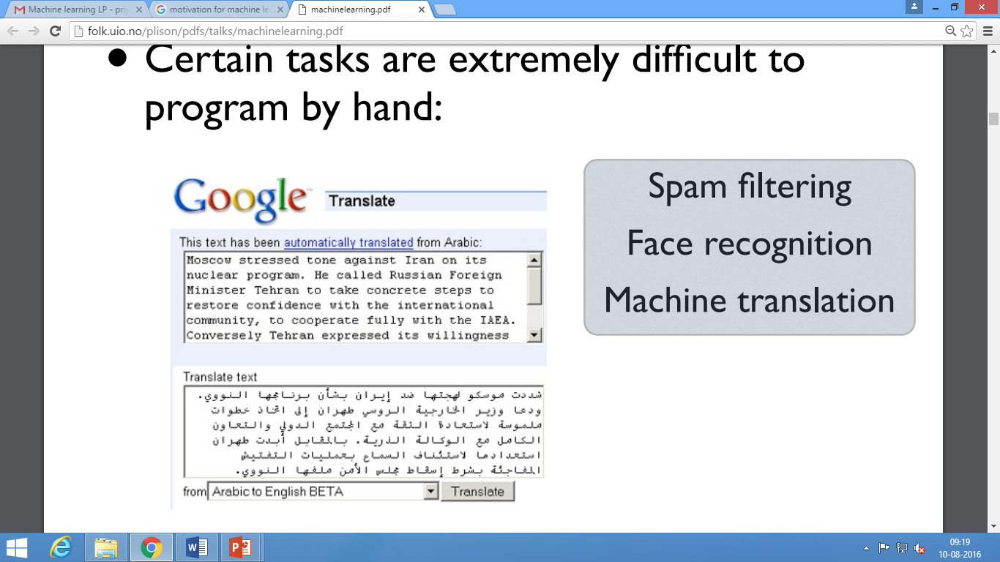 Machine learning LP - priy
motivation for machine le
machinelearning.pdf
folk.uio.no/plison/pdfs/talks/machinelearning.pdf
• Certain tasks are extremely difficult to
program by hand:
Google™
Translate
This text has been automatically translated from Arabic:
Moscow stressed tone against Iran on its
nuclear program. He called Russian Foreign
Minister Tehran to take concrete steps to
restore confidence with the international
community, to cooperate fully with the IAEA.
Conversely Tehran expressed its willingness
Translate text
شددت موسكو لهجتها ضد إيران بشأن برنامجها النووي.
ودعا وزير الخارجية الروسي طهران إلى اتخاذ خطوات
ملموسة لاستعادة الثقة مع المجتمع الدولي والتعاون
الكامل مع الوكالة الذرية. بالمقابل أبدت طهران
استعدادها لاستئناف السماح بعمليات التفتيش
المفاجئة بشرط إسقاط مجلس الأمن ملفها النووي.
from Arabic to English BETA Translate
Spam filtering
Face recognition
Machine translation
09:19
10-08-2016